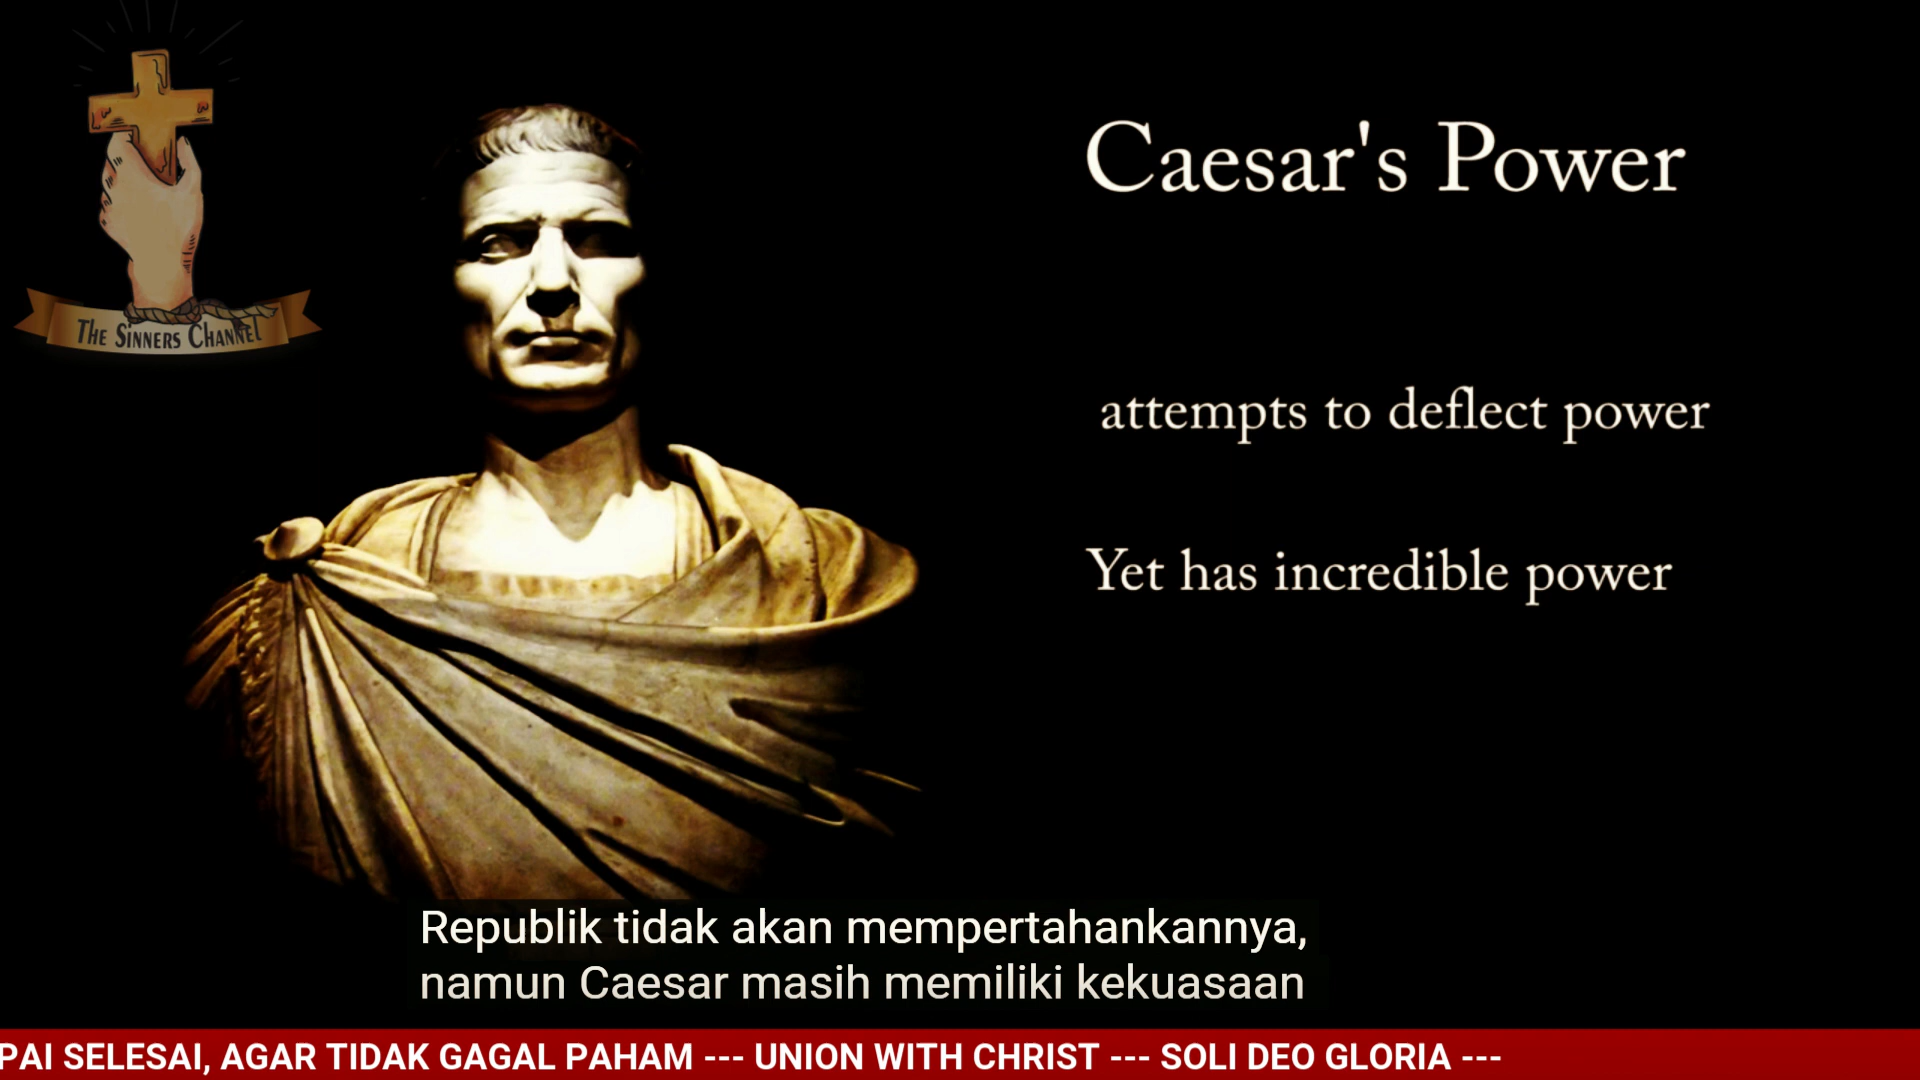 The Sinners Channel
Caesar's Power
attempts to deflect power
Yet has incredible power
Republik tidak akan mempertahankannya,
namun Caesar masih memiliki kekuasaan
PAI SELESAI, AGAR TIDAK GAGAL PAHAM --- UNION WITH CHRIST --- SOLI DEO GLORIA ---